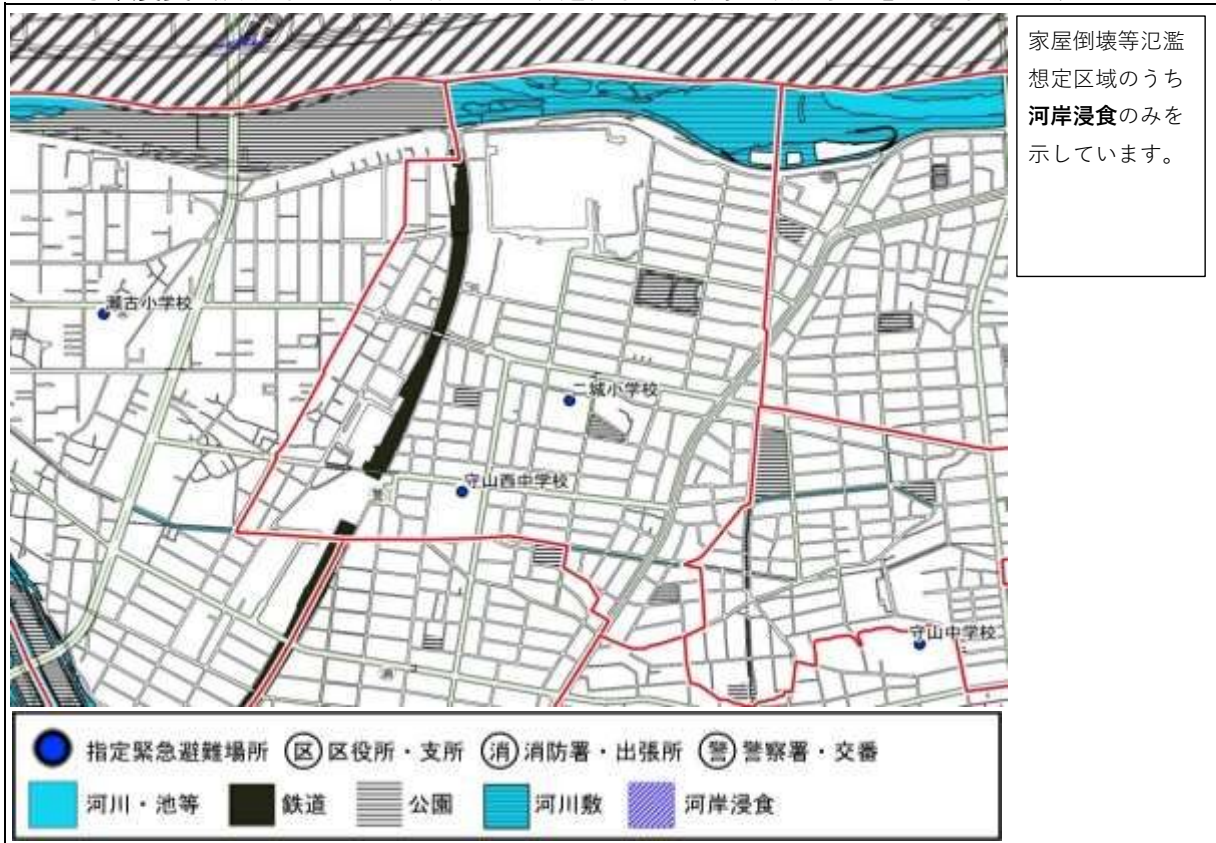 家屋倒壊等氾濫
想定区域のうち
河岸浸食のみを
示しています。
瀬古小学校
二城小学校
守山西中学校
守山中学校
指定緊急避難場所 区 区役所・支所 消 消防署・出張所 警 警察署・交番
河川・池等 鉄道 公園 河川敷 河岸浸食